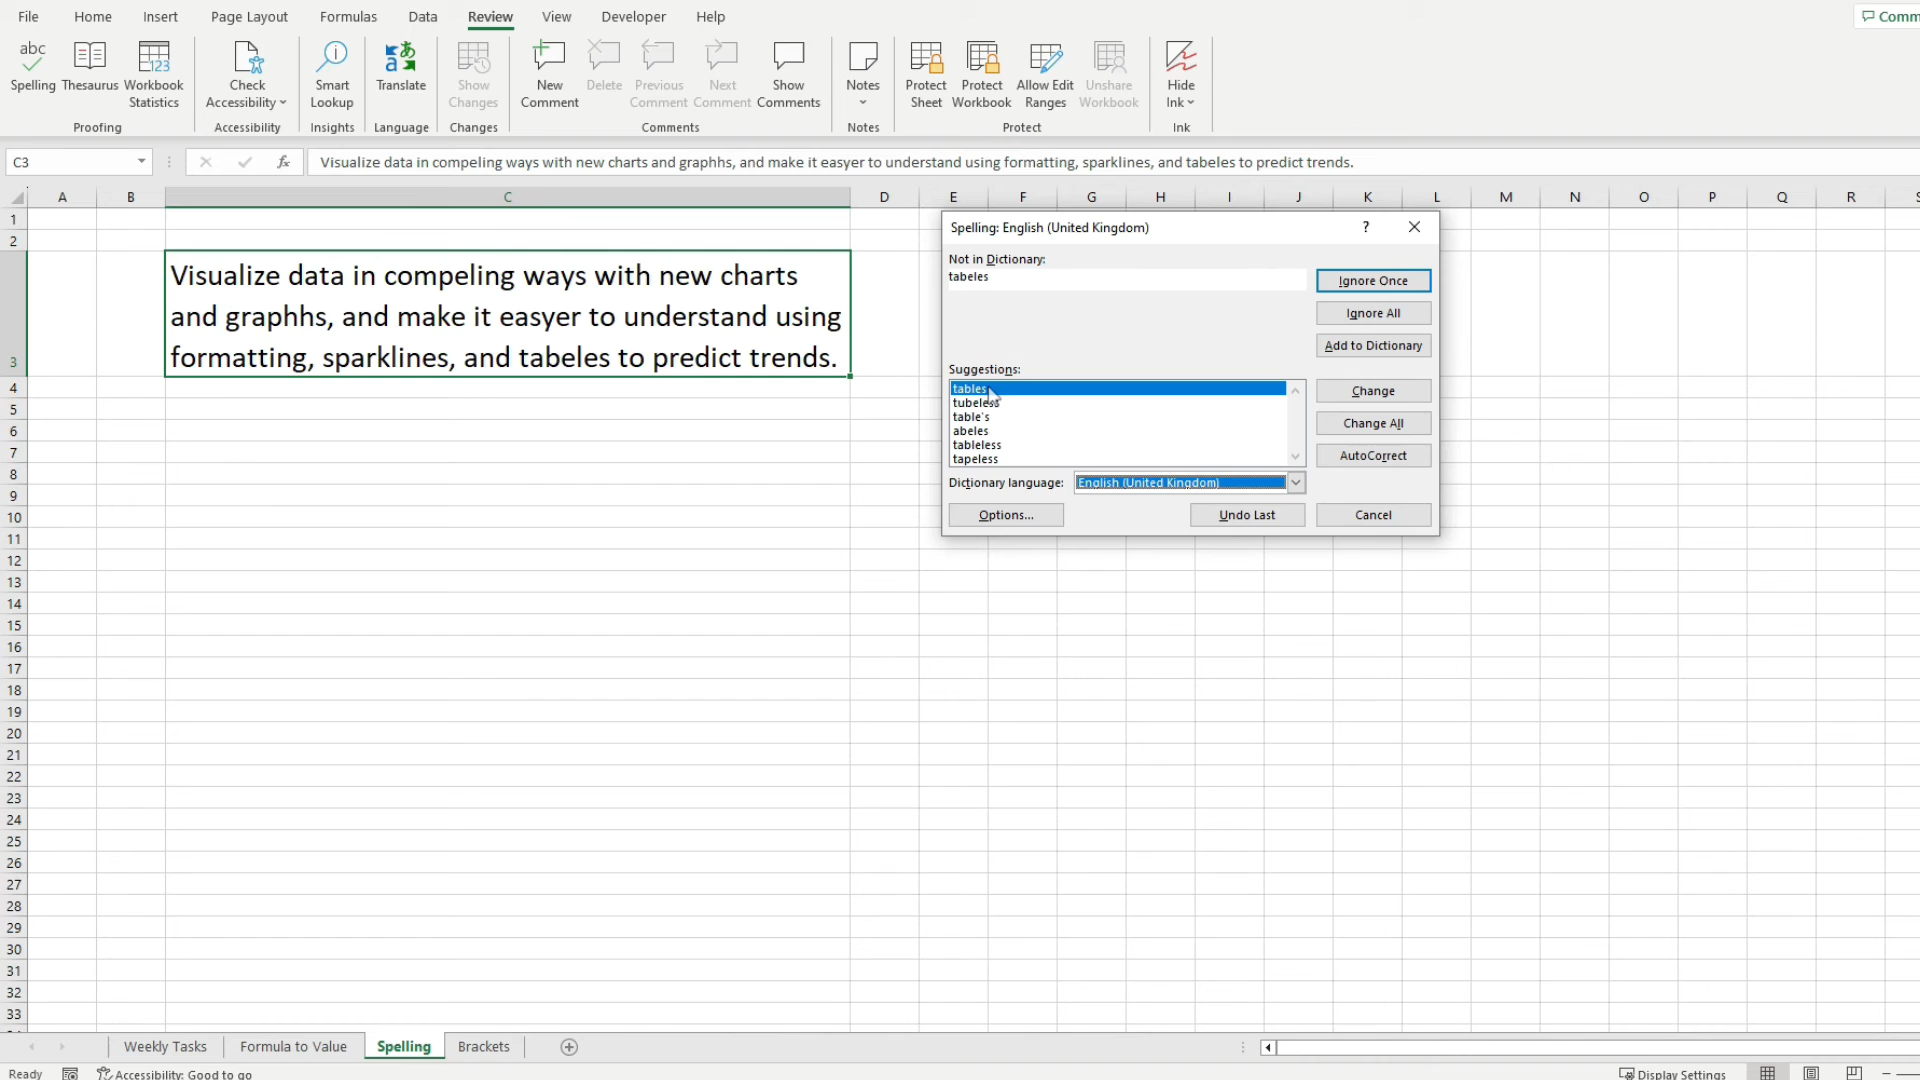 File Home Insert Page Layout Formulas Data Review View Developer Help
Spelling Thesaurus Workbook Statistics
Check Accessibility
Smart Lookup
Translate
Show Changes
New Comment
Delete
Previous Comment
Next Comment
Show Comments
Notes
Protect Sheet
Protect Workbook
Allow Edit Ranges
Unshare Workbook
Hide Ink
Proofing Accessibility Insights Language Changes Comments Notes Protect Ink
C3 fx Visualize data in compeling ways with new charts and graphhs, and make it easyer to understand using formatting, sparklines, and tabeles to predict trends.
A B C D E F G H I J K L M N O P Q R S
1
2
3
Visualize data in compeling ways with new charts
and graphhs, and make it easyer to understand using
formatting, sparklines, and tabeles to predict trends.
4
5
6
7
8
9
10
11
12
13
14
15
16
17
18
19
20
21
22
23
24
25
26
27
28
29
30
31
32
33
Spelling: English (United Kingdom) ?
Not in Dictionary:
tabeles
Ignore Once
Ignore All
Add to Dictionary
Suggestions:
tables
tubeless
table's
abeles
tableless
tapeless
Change
Change All
AutoCorrect
Dictionary language: English (United Kingdom)
Options... Undo Last Cancel
Weekly Tasks Formula to Value Spelling Brackets
Ready Accessibility: Good to go Display Settings